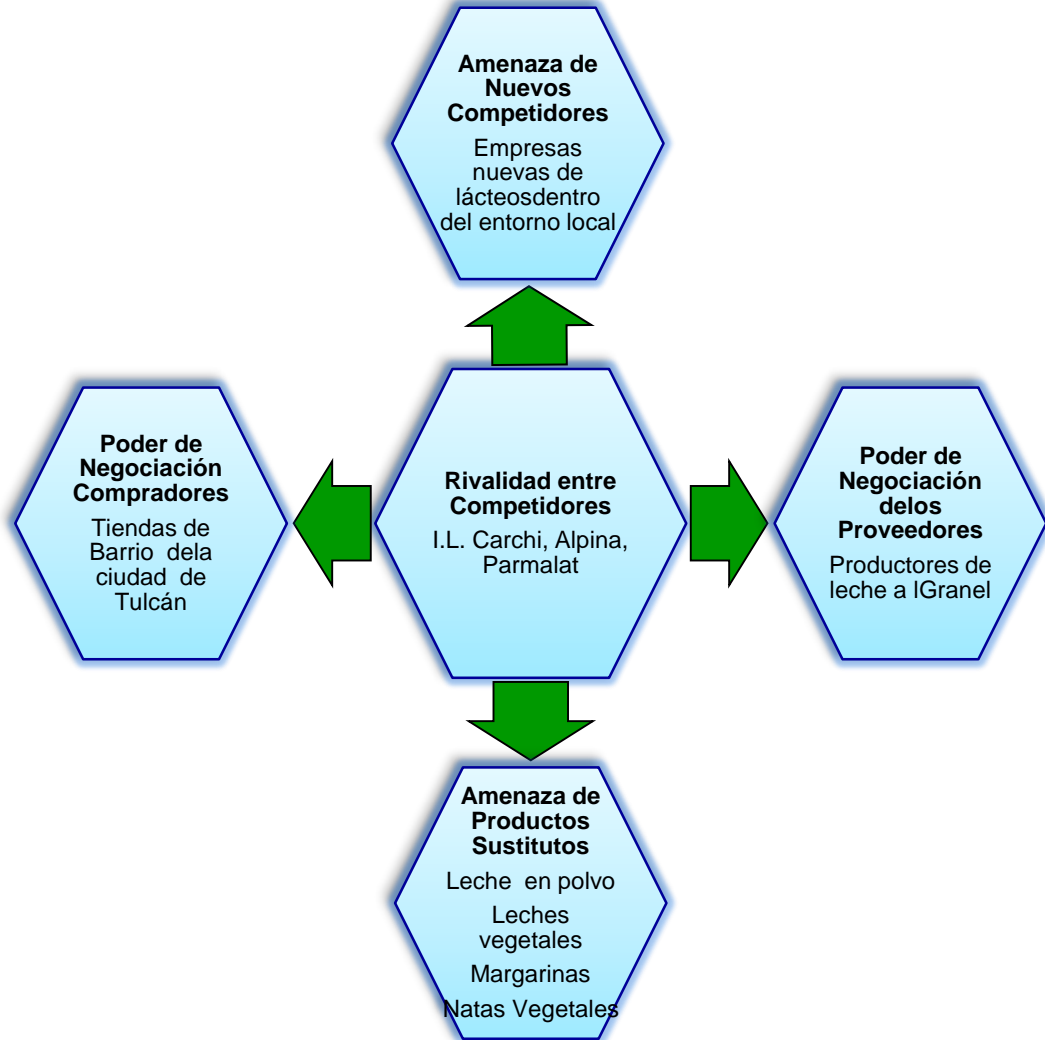 Amenaza de
Nuevos
Competidores
Empresas
nuevas de
lácteosdentro
del entorno local
Poder de
Negociación
Compradores
Tiendas de
Barrio dela
ciudad de
Tulcán
Rivalidad entre
Competidores
I.L. Carchi, Alpina,
Parmalat
Poder de
Negociación
delos
Proveedores
Productores de
leche a lGranel
Amenaza de
Productos
Sustitutos
Leche en polvo
Leches
vegetales
Margarinas
Natas Vegetales